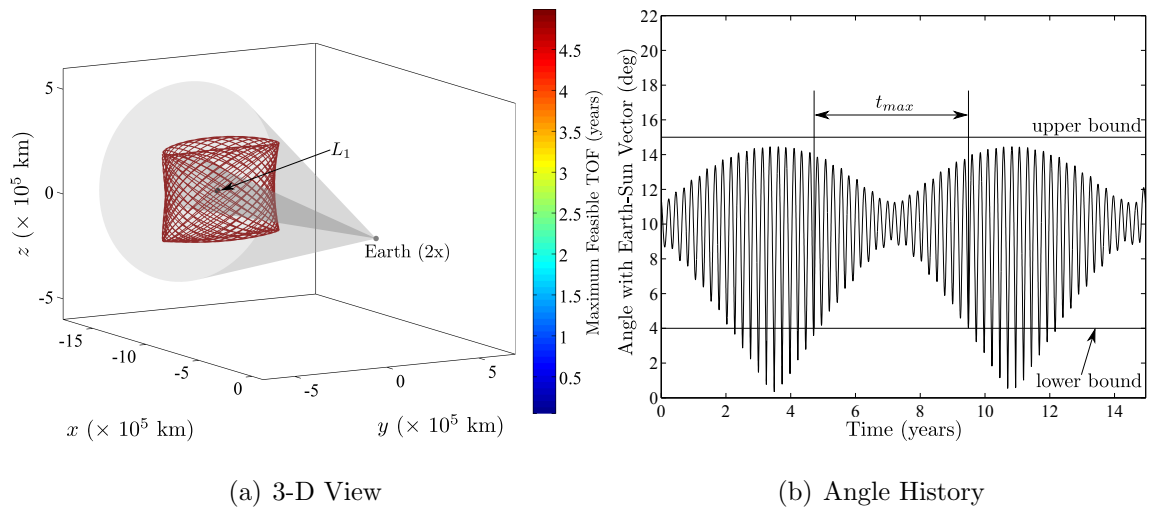 5
0
-5
z (× 10⁵ km)
-15
-10
-5
0
x (× 10⁵ km)
-5
0
5
y (× 10⁵ km)
L₁
Earth (2x)
4.5
4
3.5
3
2.5
2
1.5
1
0.5
Maximum Feasible TOF (years)
(a) 3-D View
22
20
18
16
14
12
10
8
6
4
2
0
Angle with Earth-Sun Vector (deg)
t_max
upper bound
lower bound
0 2 4 6 8 10 12 14
Time (years)
(b) Angle History